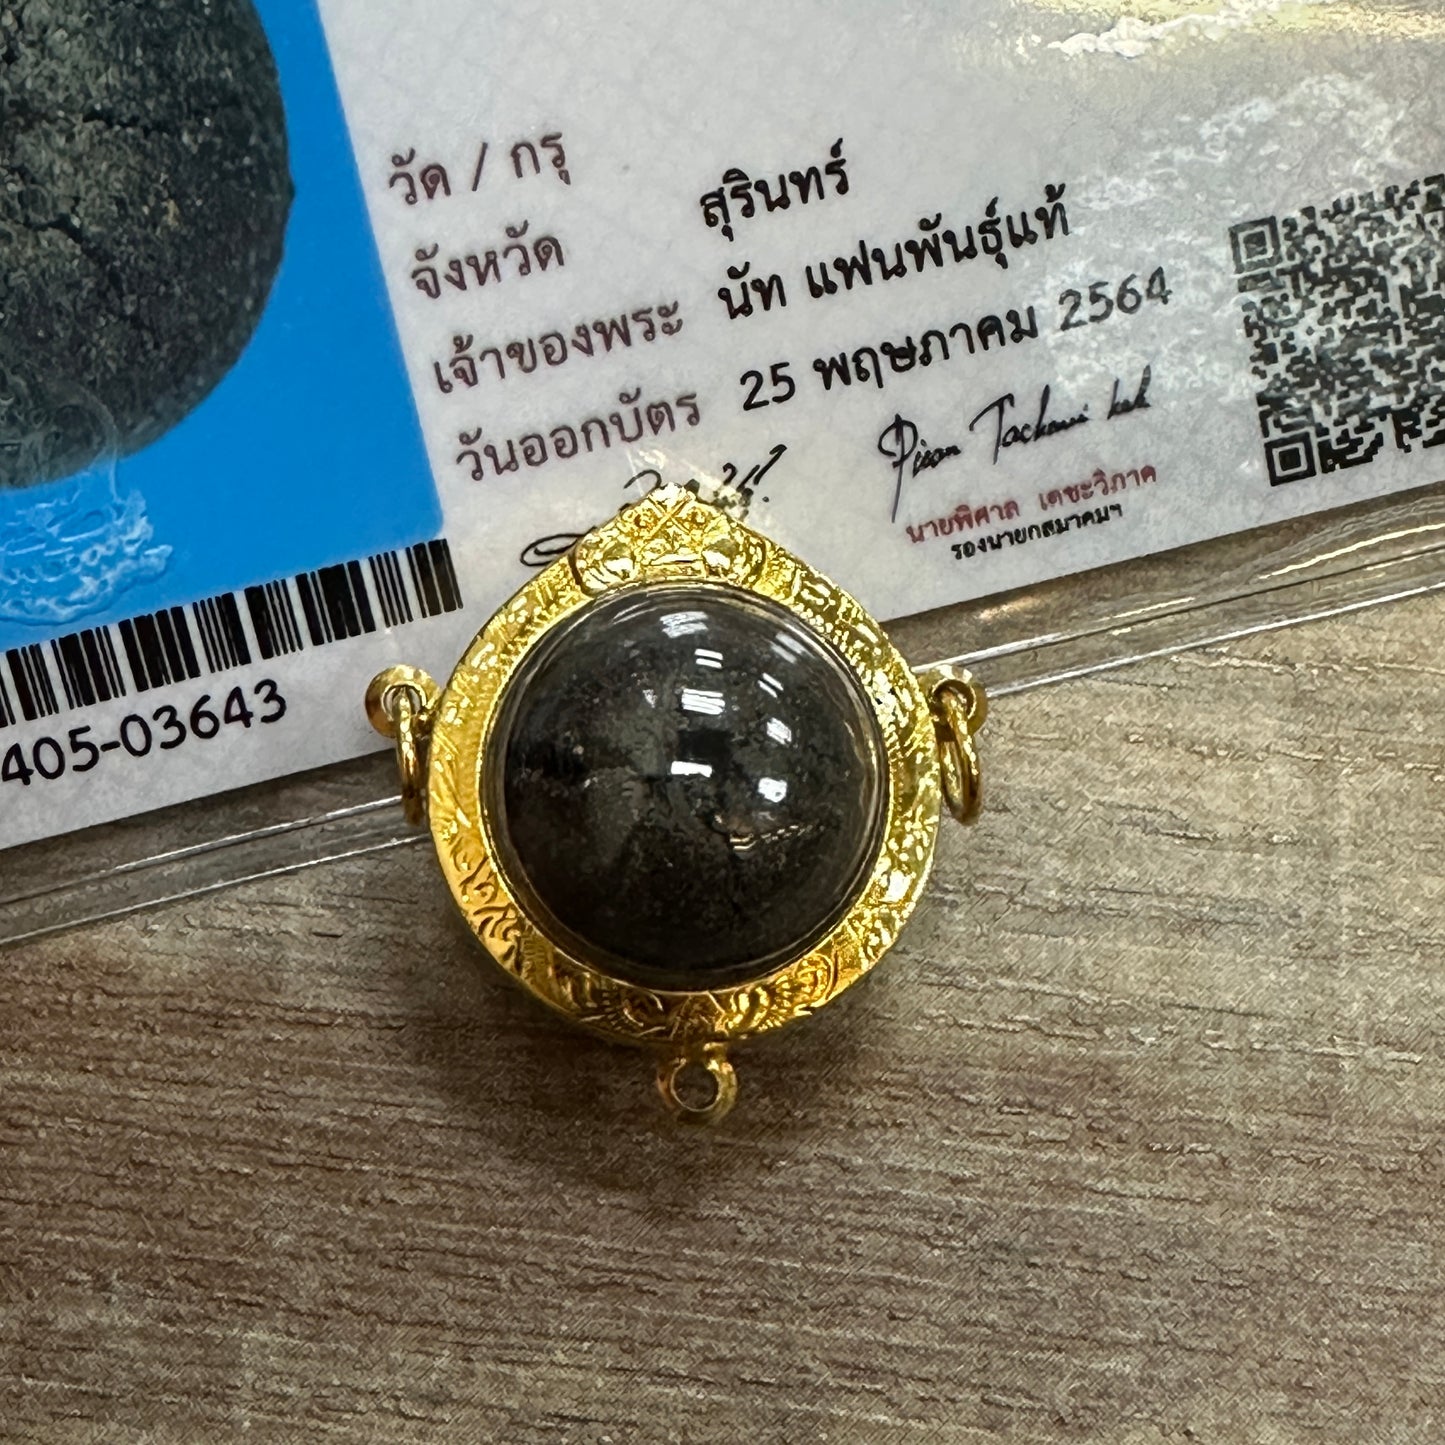 วัด / กรุ
จังหวัด สุรินทร์
เจ้าของพระ นัท แฟนพันธุ์แท้
วันออกบัตร 25 พฤษภาคม 2564
นายพิศาล เตชะวิภาค
รองนายกสมาคมฯ
405-03643